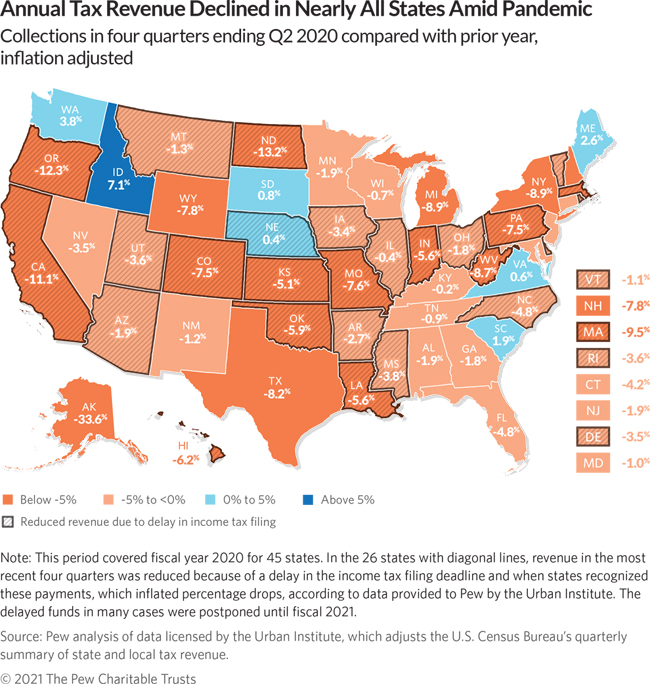 Annual Tax Revenue Declined in Nearly All States Amid Pandemic
Collections in four quarters ending Q2 2020 compared with prior year,
inflation adjusted
WA
3.8%
OR
-12.3%
CA
-11.1%
NV
-3.5%
ID
7.1%
MT
-1.3%
WY
-7.8%
UT
-3.6%
AZ
-1.9%
CO
-7.5%
NM
-1.2%
ND
-13.2%
SD
0.8%
NE
0.4%
KS
-5.1%
OK
-5.9%
TX
-8.2%
MN
-1.9%
IA
-3.4%
MO
-7.6%
AR
-2.7%
LA
-5.6%
WI
-0.7%
IL
-0.4%
MS
-3.8%
MI
-8.9%
IN
-5.6%
OH
-1.8%
KY
-0.2%
TN
-0.9%
AL
-1.9%
GA
-1.8%
FL
-4.8%
SC
1.9%
NC
-4.8%
VA
0.6%
WV
-8.7%
PA
-7.5%
NY
-8.9%
ME
2.6%
AK
-33.6%
HI
-6.2%
VT -1.1%
NH -7.8%
MA -9.5%
RI -3.6%
CT -4.2%
NJ -1.9%
DE -3.5%
MD -1.0%
Below -5% -5% to <0% 0% to 5% Above 5%
Reduced revenue due to delay in income tax filing
Note: This period covered fiscal year 2020 for 45 states. In the 26 states with diagonal lines, revenue in the most
recent four quarters was reduced because of a delay in the income tax filing deadline and when states recognized
these payments, which inflated percentage drops, according to data provided to Pew by the Urban Institute. The
delayed funds in many cases were postponed until fiscal 2021.
Source: Pew analysis of data licensed by the Urban Institute, which adjusts the U.S. Census Bureau's quarterly
summary of state and local tax revenue.
© 2021 The Pew Charitable Trusts